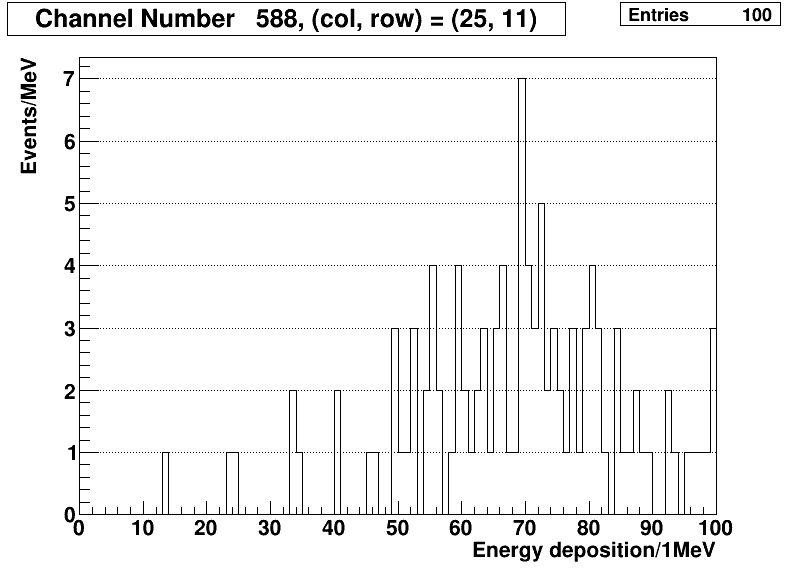 Channel Number 588, (col, row) = (25, 11)
Entries 100
Events/MeV
7
6
5
4
3
2
1
0
0 10 20 30 40 50 60 70 80 90 100
Energy deposition/1MeV